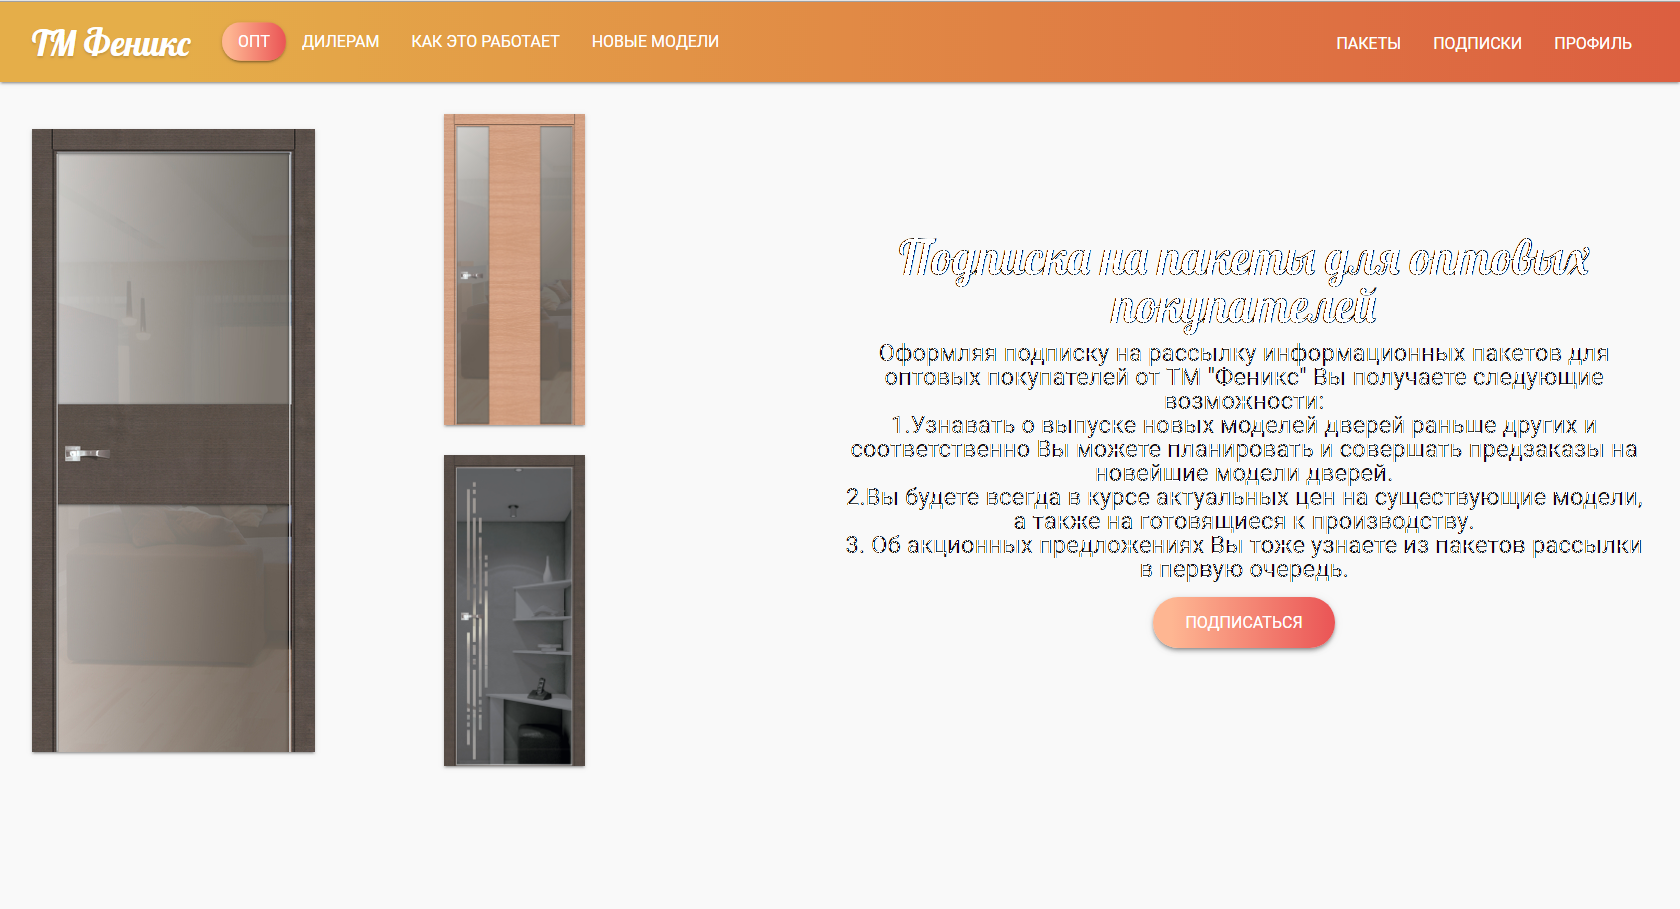 ТМ Феникс
ОПТ
ДИЛЕРАМ
КАК ЭТО РАБОТАЕТ
НОВЫЕ МОДЕЛИ
ПАКЕТЫ
ПОДПИСКИ
ПРОФИЛЬ
Подписка на пакеты для оптовых
покупателей
Оформляя подписку на рассылку информационных пакетов для
оптовых покупателей от ТМ "Феникс" Вы получаете следующие
возможности:
1.Узнавать о выпуске новых моделей дверей раньше других и
соответственно Вы можете планировать и совершать предзаказы на
новейшие модели дверей.
2.Вы будете всегда в курсе актуальных цен на существующие модели,
а также на готовящиеся к производству.
3. Об акционных предложениях Вы тоже узнаете из пакетов рассылки
в первую очередь.
ПОДПИСАТЬСЯ